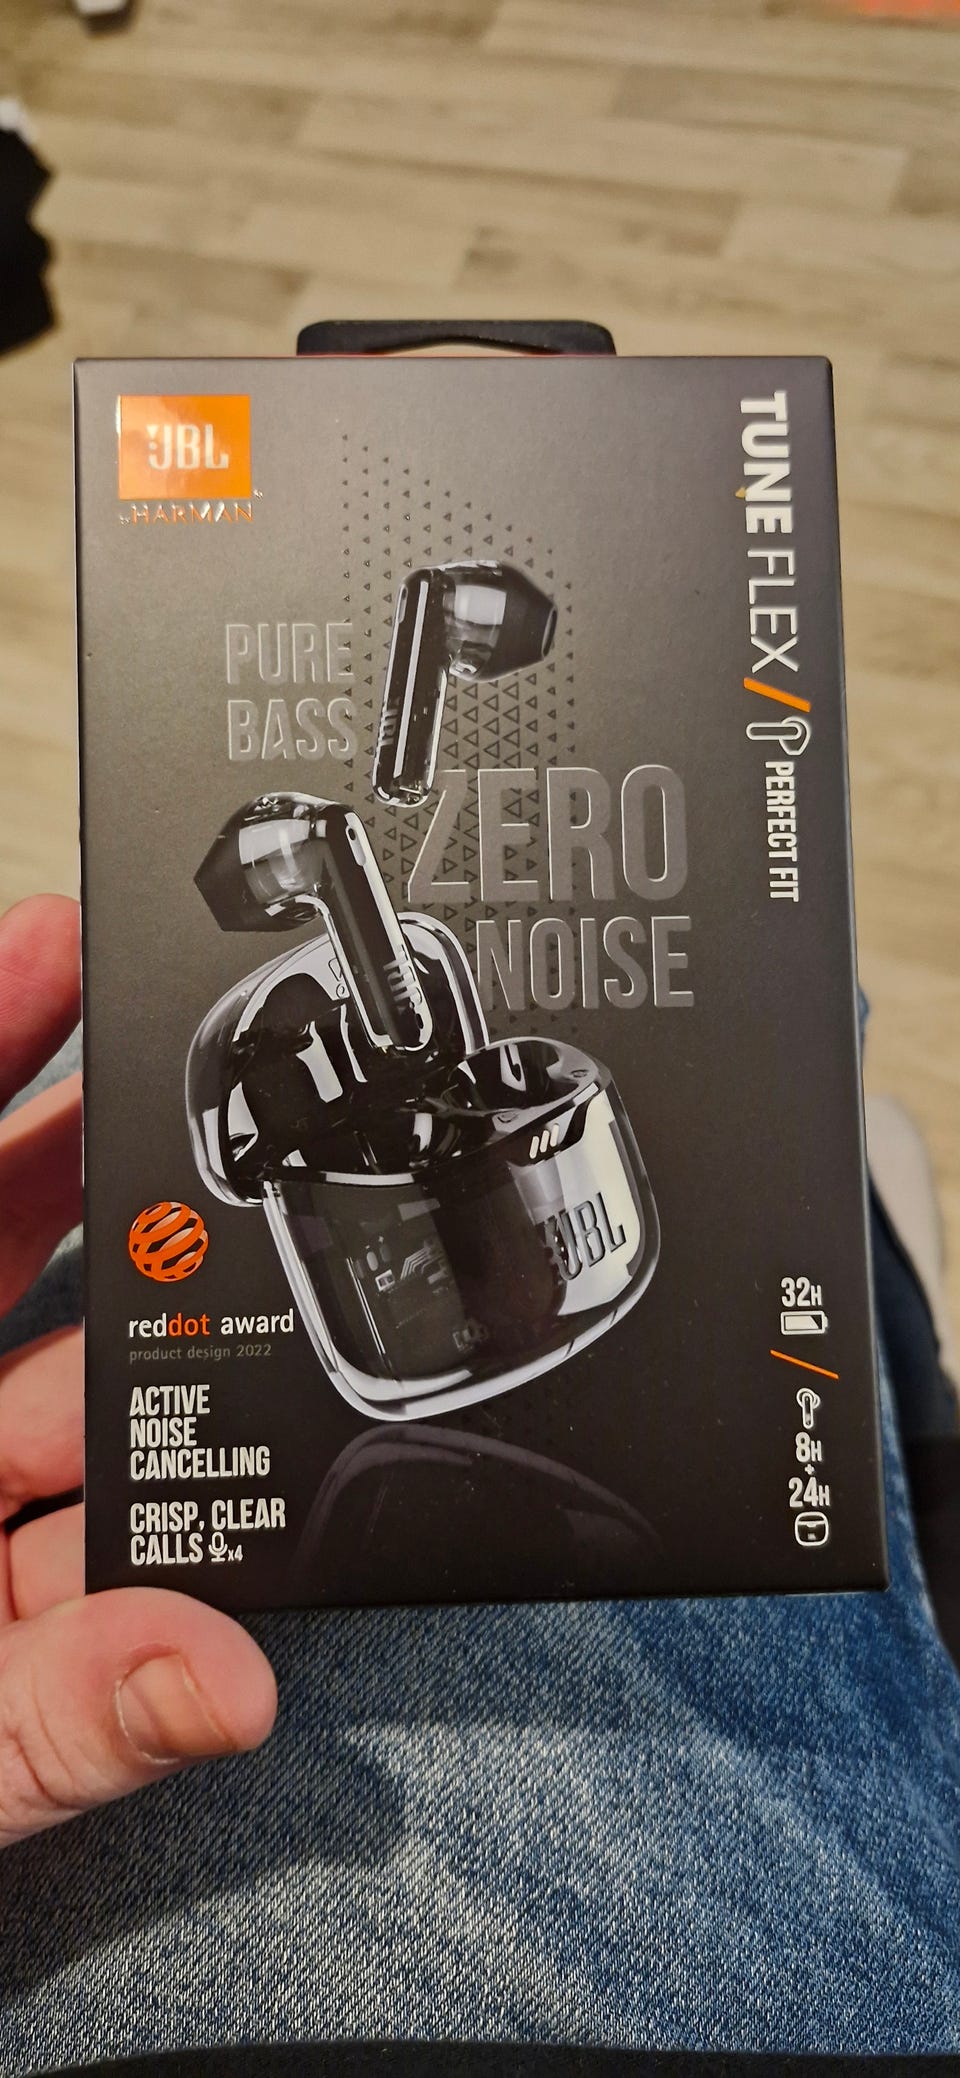 JBL
by HARMAN
TUNE FLEX / PERFECT FIT
PURE
BASS
ZERO
NOISE
JBL
JBL
reddot award
product design 2022
ACTIVE
NOISE
CANCELLING
CRISP, CLEAR
CALLS x4
32H
8H
+
24H